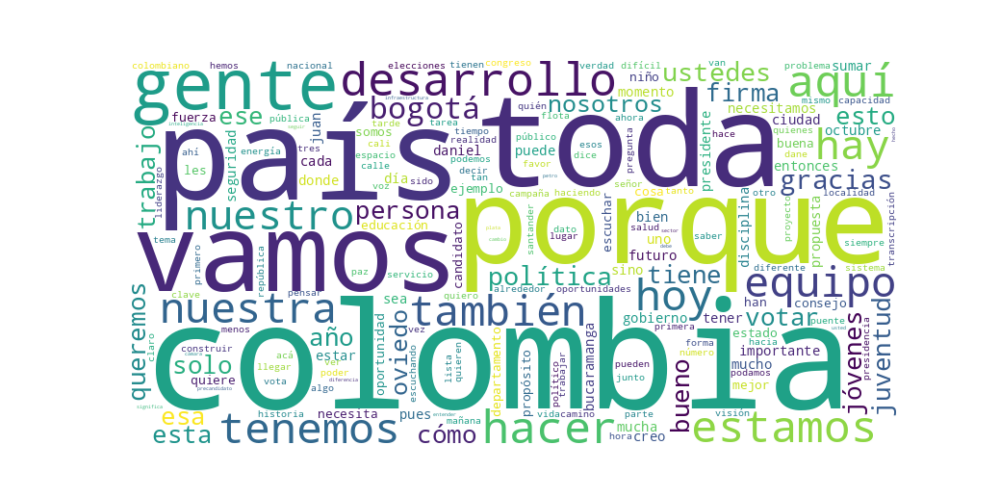 colombiano hemos nacional elecciones tienen congreso verdad difícil van problema sumar
gente desarrollo ustedes aquí
infraestructura momento niño mismo capacidad
fuerza ese pública juan bogotá quién nosotros firma necesitamos esto
país toda
trabajo tarde tarea flota ahora ciudad quienes octubre hay
seguridad somos cali tiempo público hace buena dane
ahí energía tres realidad puede esos pregunta presidente entonces
les espacio daniel podemos favor dice
liderazgo donde cada calle decir señor gracias
día voz sido ejemplo tan campaña haciendo cosa tanto otro localidad
nuestro persona educación
vamos porque
candidato santander dato lugar escuchar bien salud uno saber disciplina propuesta proyecto siempre transcripción
tema primero república paz servicio política sino futuro tiene diferente sistema
clave pensar sea alrededor oportunidades hoy equipo
queremos nuestra también quiero gobierno han consejo juventud jóvenes
menos año oportunidad oviedo vez primera tener votar puente presidencia
colombia
claro construir acá estar escuchando departamento propósito bucaramanga forma estado hacia
solo llegar ver lista quieren número importante
quiere vota poder político trabajar pueden podamos mucho
precandidato algo diferencia junto mejor
esa historia necesita pues vida camino parte bueno visión
significa esta tenemos cómo mañana hacer mucha estamos
entender hora creo